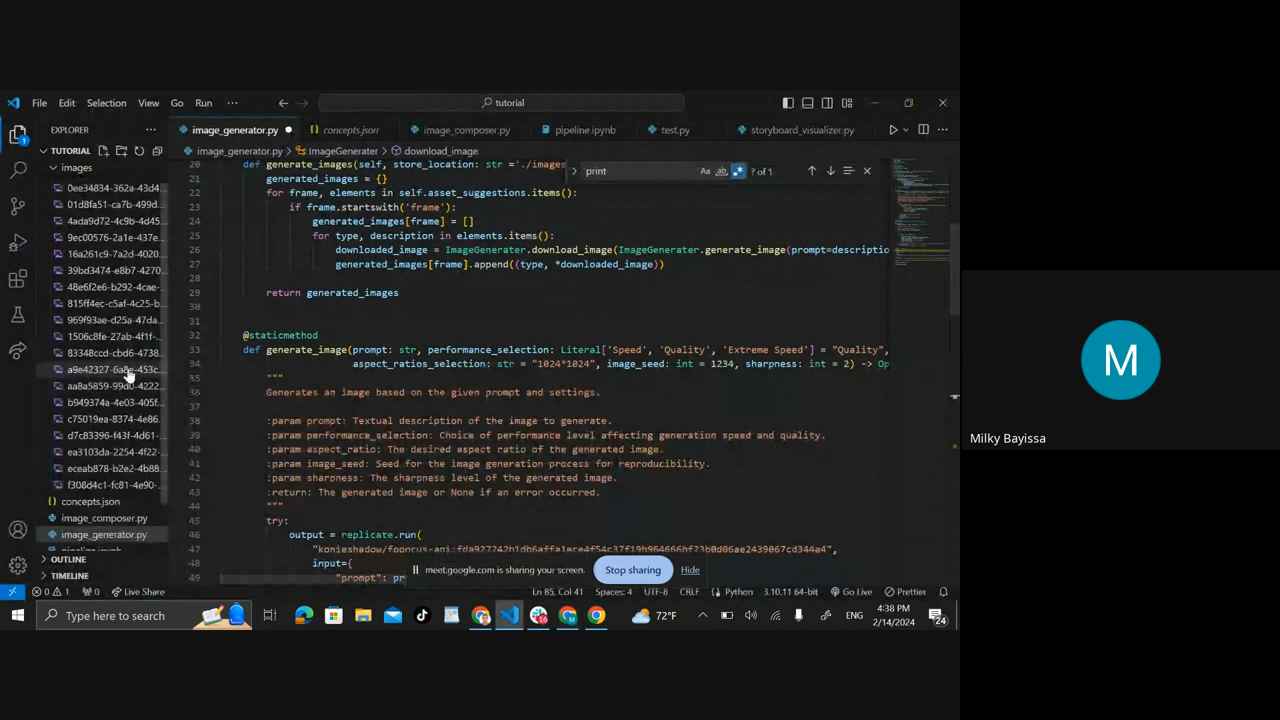 File Edit Selection View Go Run ··· tutorial
EXPLORER ···
image_generator.py concepts.json image_composer.py pipeline.ipynb test.py storyboard_visualizer.py ···
TUTORIAL
image_generator.py > ImageGenerater > download_image
images
0ee34834-362a-43d4...
01d8fa51-ca7b-499d...
4ada9d72-4c9b-4d45...
9ec00576-2a1e-437e...
16a261c9-7a2d-4020...
39bd3474-e8b7-4270...
48e6f2e6-b292-4cae-...
815ff4ec-c5af-4c25-b...
969f93ae-d25a-47da...
1506c8fe-27ab-4f1f-...
83348ccd-cbd6-4738...
a9e42327-6a8e-453c...
aa8a5859-99d0-4222...
b949374a-4e03-405f...
c75019ea-8374-4e86...
d7c83396-f43f-4d61-...
ea3103da-2254-4f22-...
eceab878-b2e2-4b88...
f308d4c1-fc81-4e90-...
concepts.json
image_composer.py
image_generator.py
pipeline.ipynb
OUTLINE
TIMELINE
print Aa ab .* ? of 1
20 def generate_images(self, store_location: str ='./images
21 generated_images = {}
22 for frame, elements in self.asset_suggestions.items():
23 if frame.startswith('frame'):
24 generated_images[frame] = []
25 for type, description in elements.items():
26 downloaded_image = ImageGenerater.download_image(ImageGenerater.generate_image(prompt=descriptio
27 generated_images[frame].append((type, *downloaded_image))
28
29 return generated_images
30
31
32 @staticmethod
33 def generate_image(prompt: str, performance_selection: Literal['Speed', 'Quality', 'Extreme Speed'] = "Quality",
34 aspect_ratios_selection: str = "1024*1024", image_seed: int = 1234, sharpness: int = 2) -> Op
35 """
36 Generates an image based on the given prompt and settings.
37
38 :param prompt: Textual description of the image to generate.
39 :param performance_selection: Choice of performance level affecting generation speed and quality.
40 :param aspect_ratio: The desired aspect ratio of the generated image.
41 :param image_seed: Seed for the image generation process for reproducibility.
42 :param sharpness: The sharpness level of the generated image.
43 :return: The generated image or None if an error occurred.
44 """
45 try:
46 output = replicate.run(
47
48 input={
49 "prompt": pr
meet.google.com is sharing your screen. Stop sharing Hide
0 1 0 Live Share Ln 85, Col 41 Spaces: 4 UTF-8 CRLF Python 3.10.11 64-bit Go Live Prettier
Type here to search 16 72°F ENG 4:38 PM
2/14/2024 24
M
Milky Bayissa